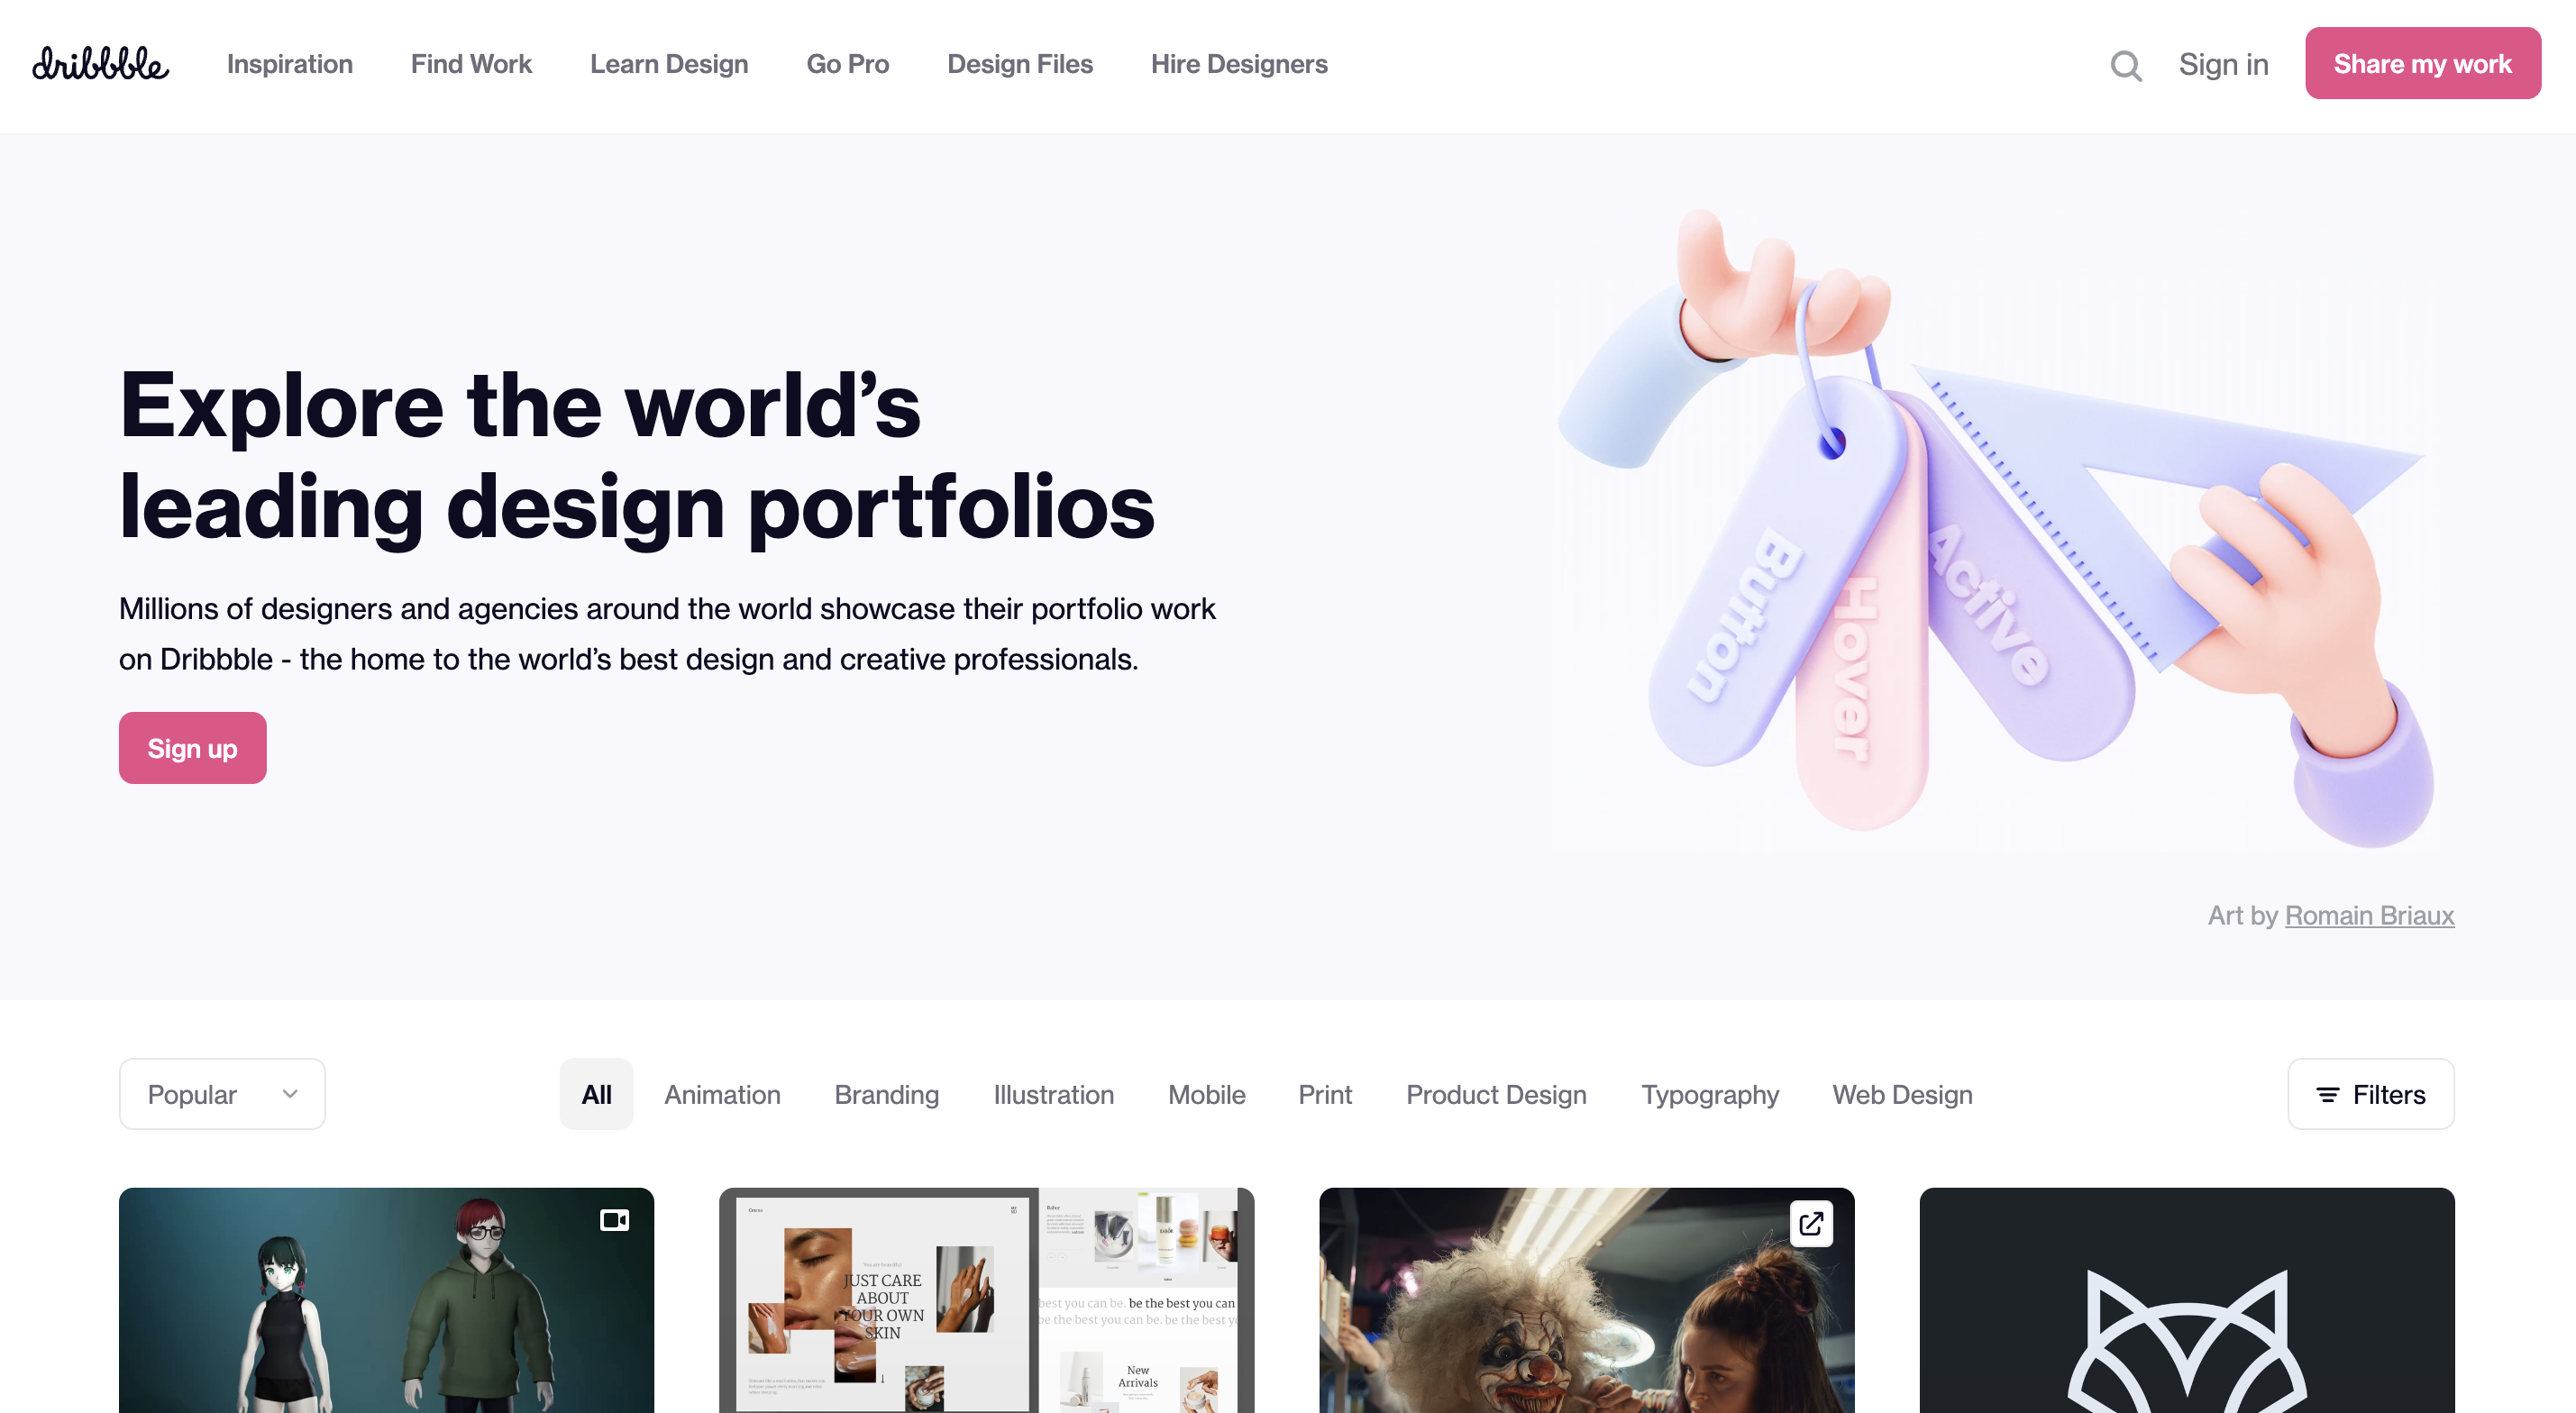 dribbble
Inspiration
Find Work
Learn Design
Go Pro
Design Files
Hire Designers
Sign in
Share my work
Explore the world’s
leading design portfolios
Millions of designers and agencies around the world showcase their portfolio work
on Dribbble - the home to the world’s best design and creative professionals.
Sign up
Button
Hover
Active
Art by Romain Briaux
Popular
All
Animation
Branding
Illustration
Mobile
Print
Product Design
Typography
Web Design
Filters
You are beautiful
JUST CARE
ABOUT
YOUR OWN
SKIN
best you can be. be the best you can
be the best you can be. be the best y
New
Arrivals